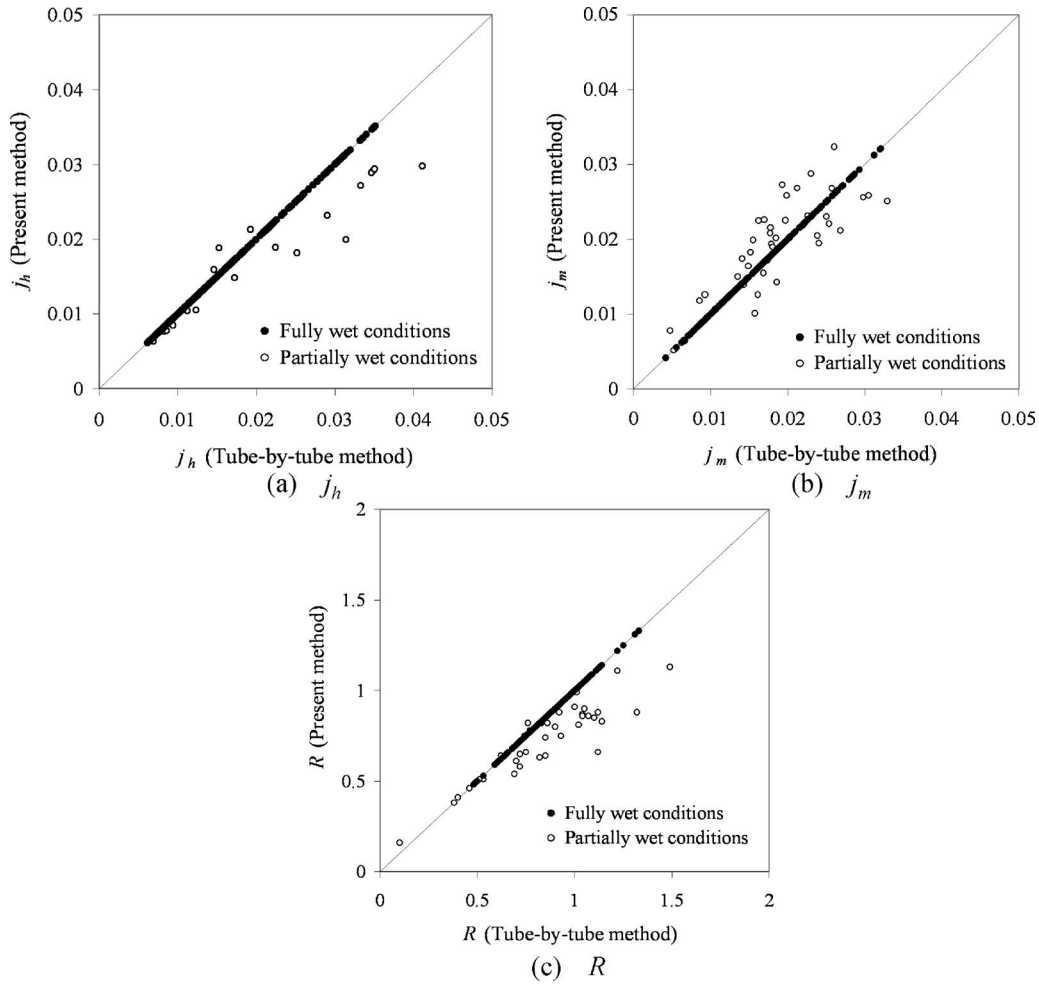 0.05
0.04
0.03
0.02
0.01
0
j_h (Present method)
Fully wet conditions
Partially wet conditions
0 0.01 0.02 0.03 0.04 0.05
j_h (Tube-by-tube method)
(a) j_h
0.05
0.04
0.03
0.02
0.01
0
j_m (Present method)
Fully wet conditions
Partially wet conditions
0 0.01 0.02 0.03 0.04 0.05
j_m (Tube-by-tube method)
(b) j_m
2
1.5
1
0.5
0
R (Present method)
Fully wet conditions
Partially wet conditions
0 0.5 1 1.5 2
R (Tube-by-tube method)
(c) R